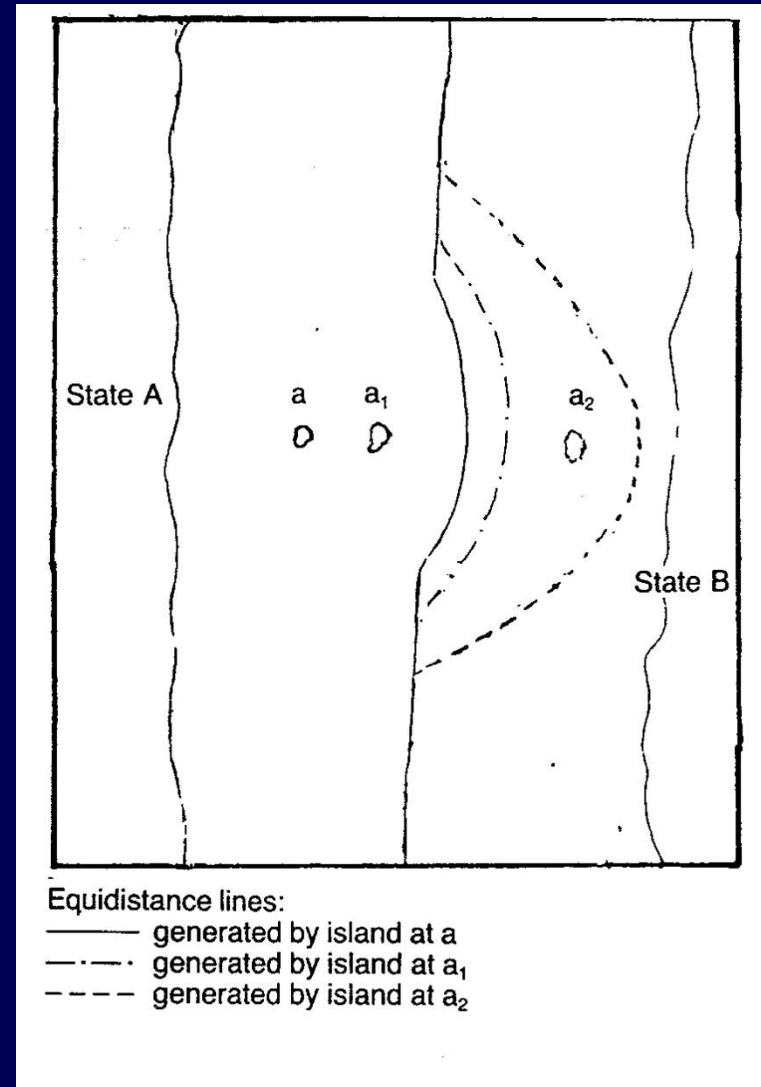 State A
a
a₁
a₂
State B
Equidistance lines:
generated by island at a
generated by island at a₁
generated by island at a₂